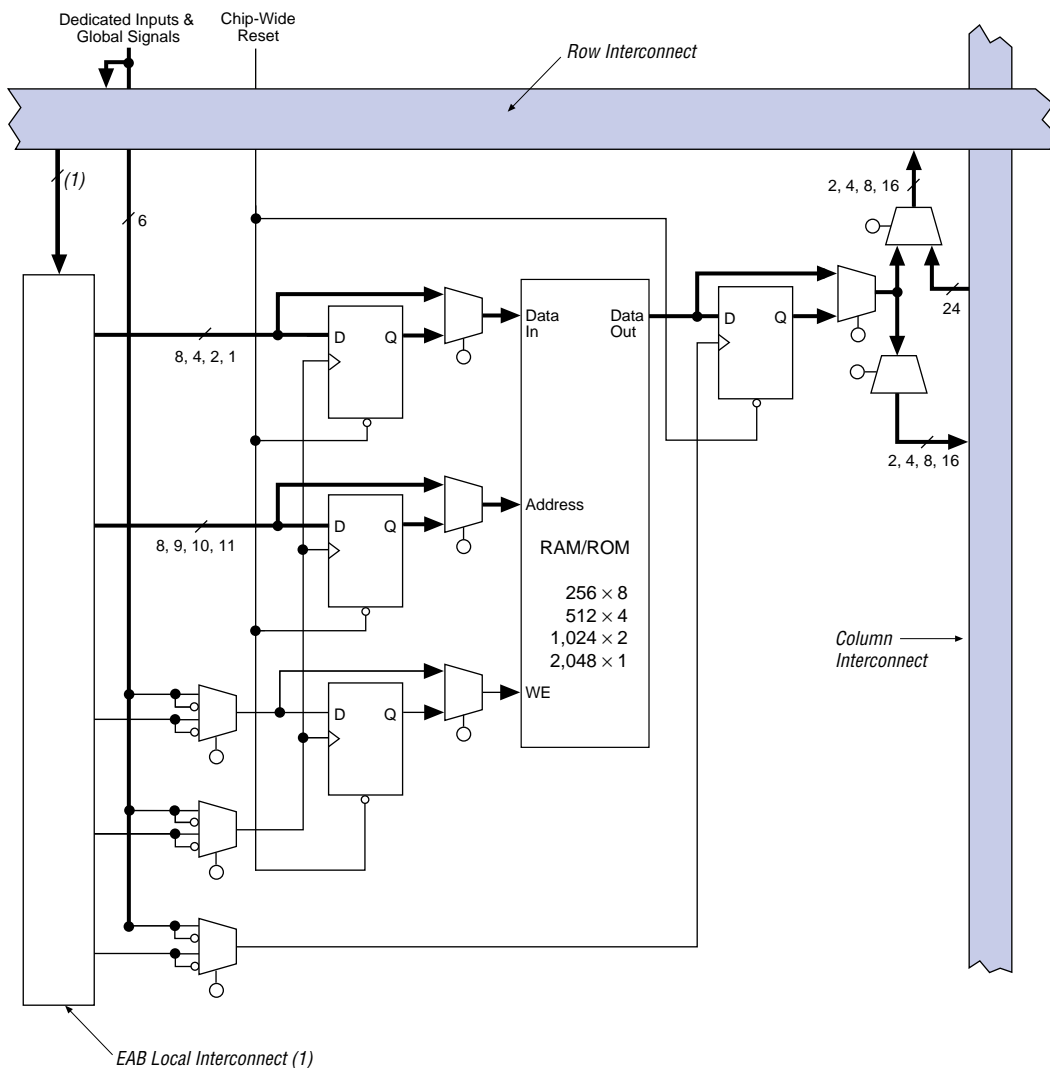 Dedicated Inputs &
Global Signals
Chip-Wide
Reset
Row Interconnect
(1)
6
2, 4, 8, 16
24
8, 4, 2, 1
D
Q
Data
In
Data
Out
D
Q
2, 4, 8, 16
8, 9, 10, 11
D
Q
Address
RAM/ROM
256 × 8
512 × 4
1,024 × 2
2,048 × 1
Column
Interconnect
D
Q
WE
EAB Local Interconnect (1)